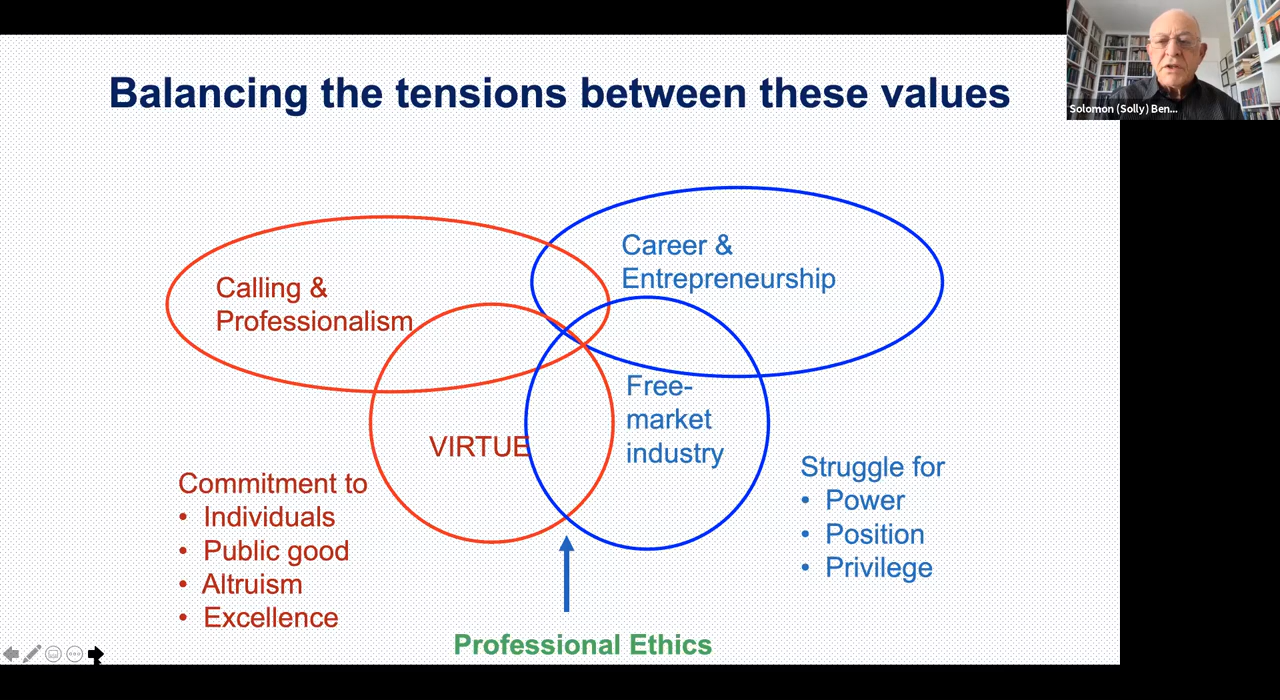 Balancing the tensions between these values
Solomon (Solly) Ben...
Calling &
Professionalism
Career &
Entrepreneurship
VIRTUE
Free-
market
industry
Commitment to
• Individuals
• Public good
• Altruism
• Excellence
Struggle for
• Power
• Position
• Privilege
Professional Ethics